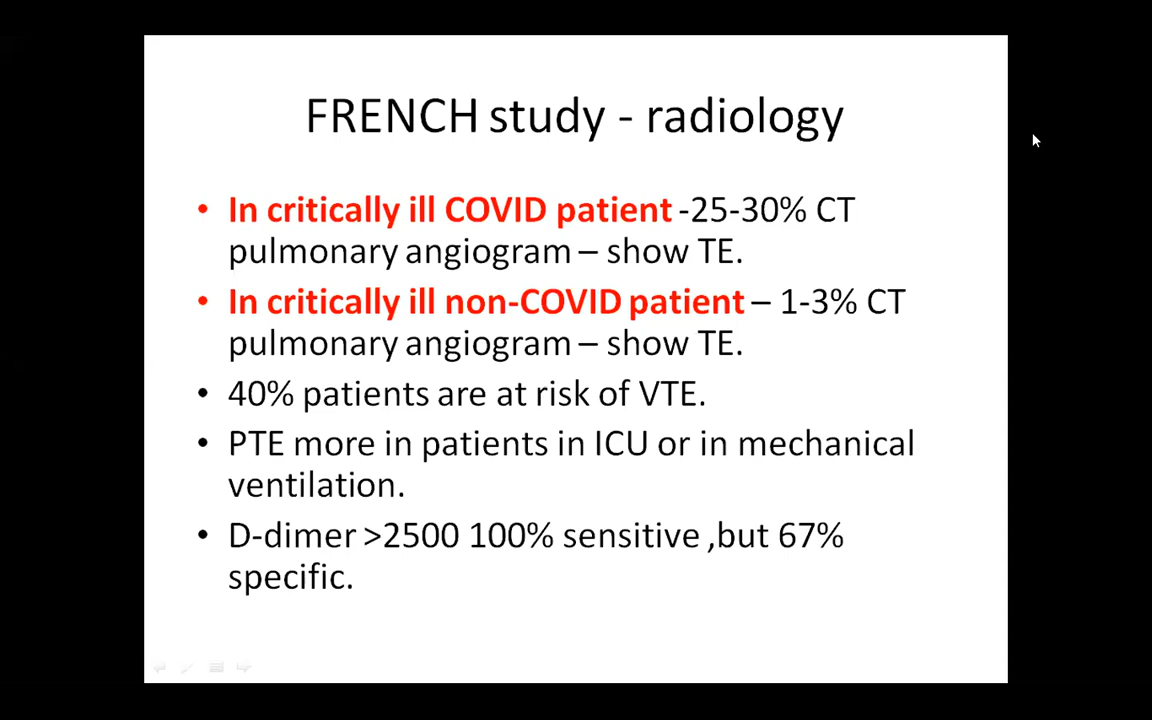 FRENCH study - radiology
• In critically ill COVID patient -25-30% CT
pulmonary angiogram – show TE.
• In critically ill non-COVID patient – 1-3% CT
pulmonary angiogram – show TE.
• 40% patients are at risk of VTE.
• PTE more in patients in ICU or in mechanical
ventilation.
• D-dimer >2500 100% sensitive ,but 67%
specific.